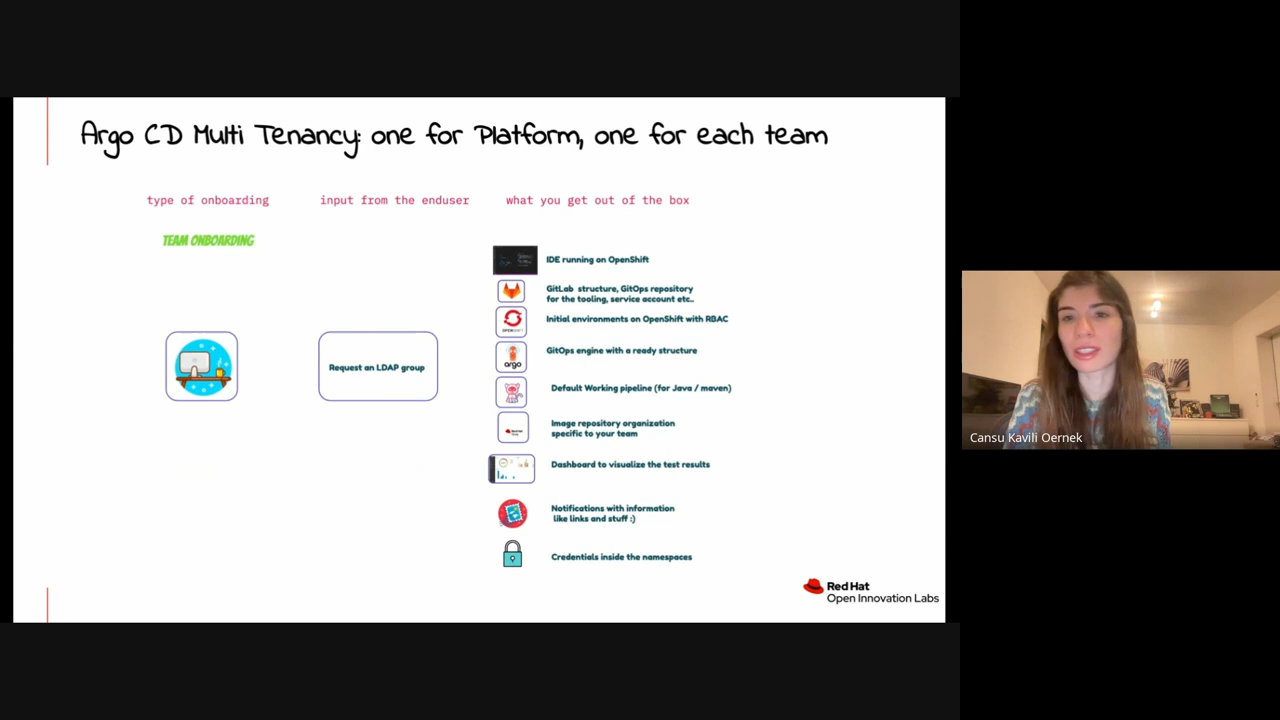 Argo CD Multi Tenancy: one for Platform, one for each team
type of onboarding
input from the enduser
what you get out of the box
TEAM ONBOARDING
Request an LDAP group
IDE running on OpenShift
GitLab structure, GitOps repository
for the tooling, service account etc..
OPENSHIFT
Initial environments on OpenShift with RBAC
argo
GitOps engine with a ready structure
Default Working pipeline (for Java / maven)
Image repository organization
specific to your team
Dashboard to visualize the test results
Notifications with information
like links and stuff :)
Credentials inside the namespaces
Red Hat
Open Innovation Labs
Cansu Kavili Oernek